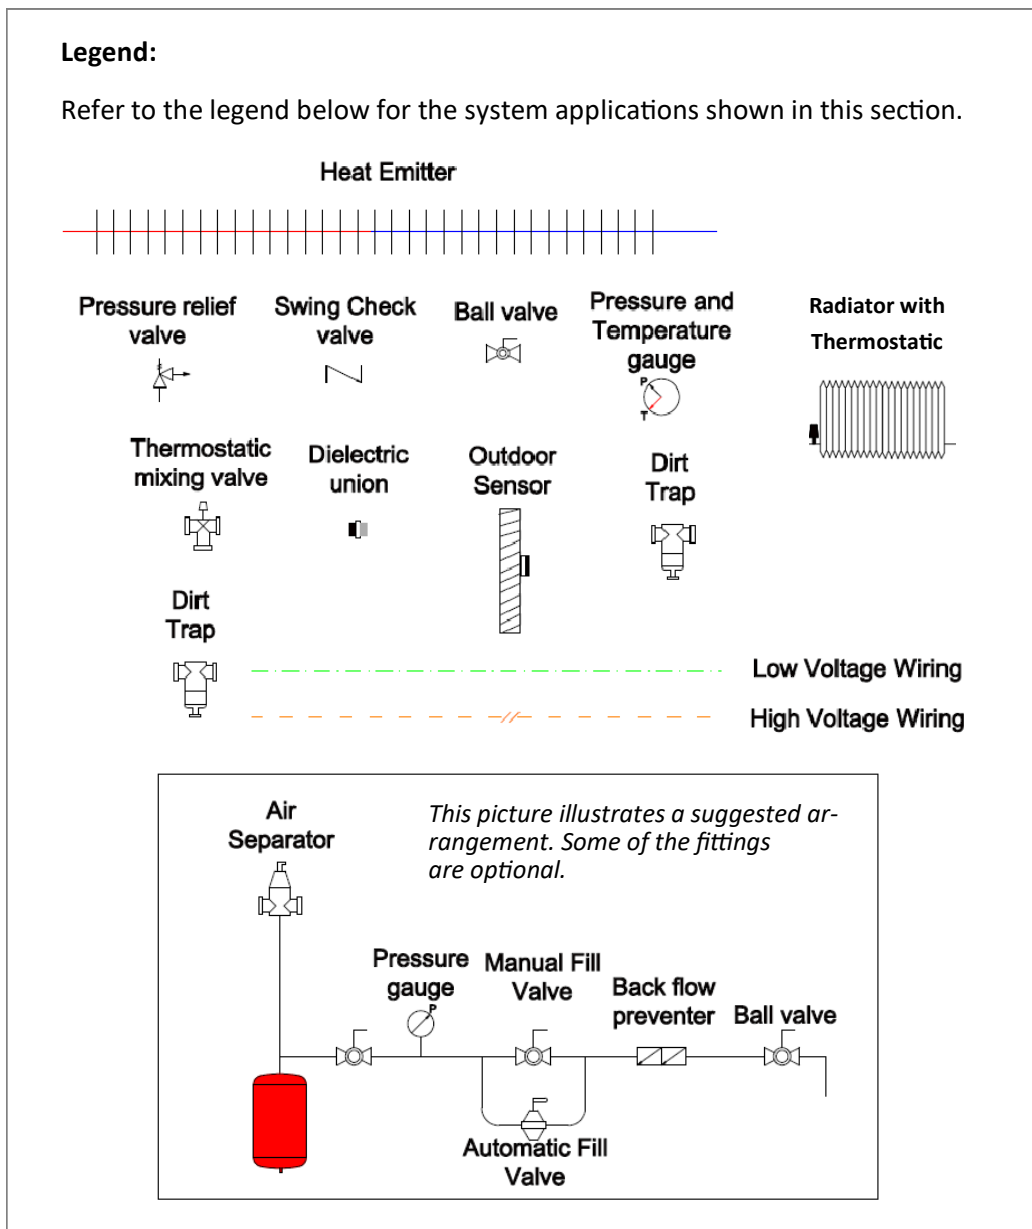 Legend:
Refer to the legend below for the system applications shown in this section.
Heat Emitter
Pressure relief
valve
Swing Check
valve
Ball valve
Pressure and
Temperature
gauge
P
T
Radiator with
Thermostatic
Thermostatic
mixing valve
Dielectric
union
Outdoor
Sensor
Dirt
Trap
Dirt
Trap
Low Voltage Wiring
High Voltage Wiring
Air
Separator
This picture illustrates a suggested ar-
rangement. Some of the fittings
are optional.
Pressure
gauge
P
Manual Fill
Valve
Back flow
preventer
Ball valve
Automatic Fill
Valve